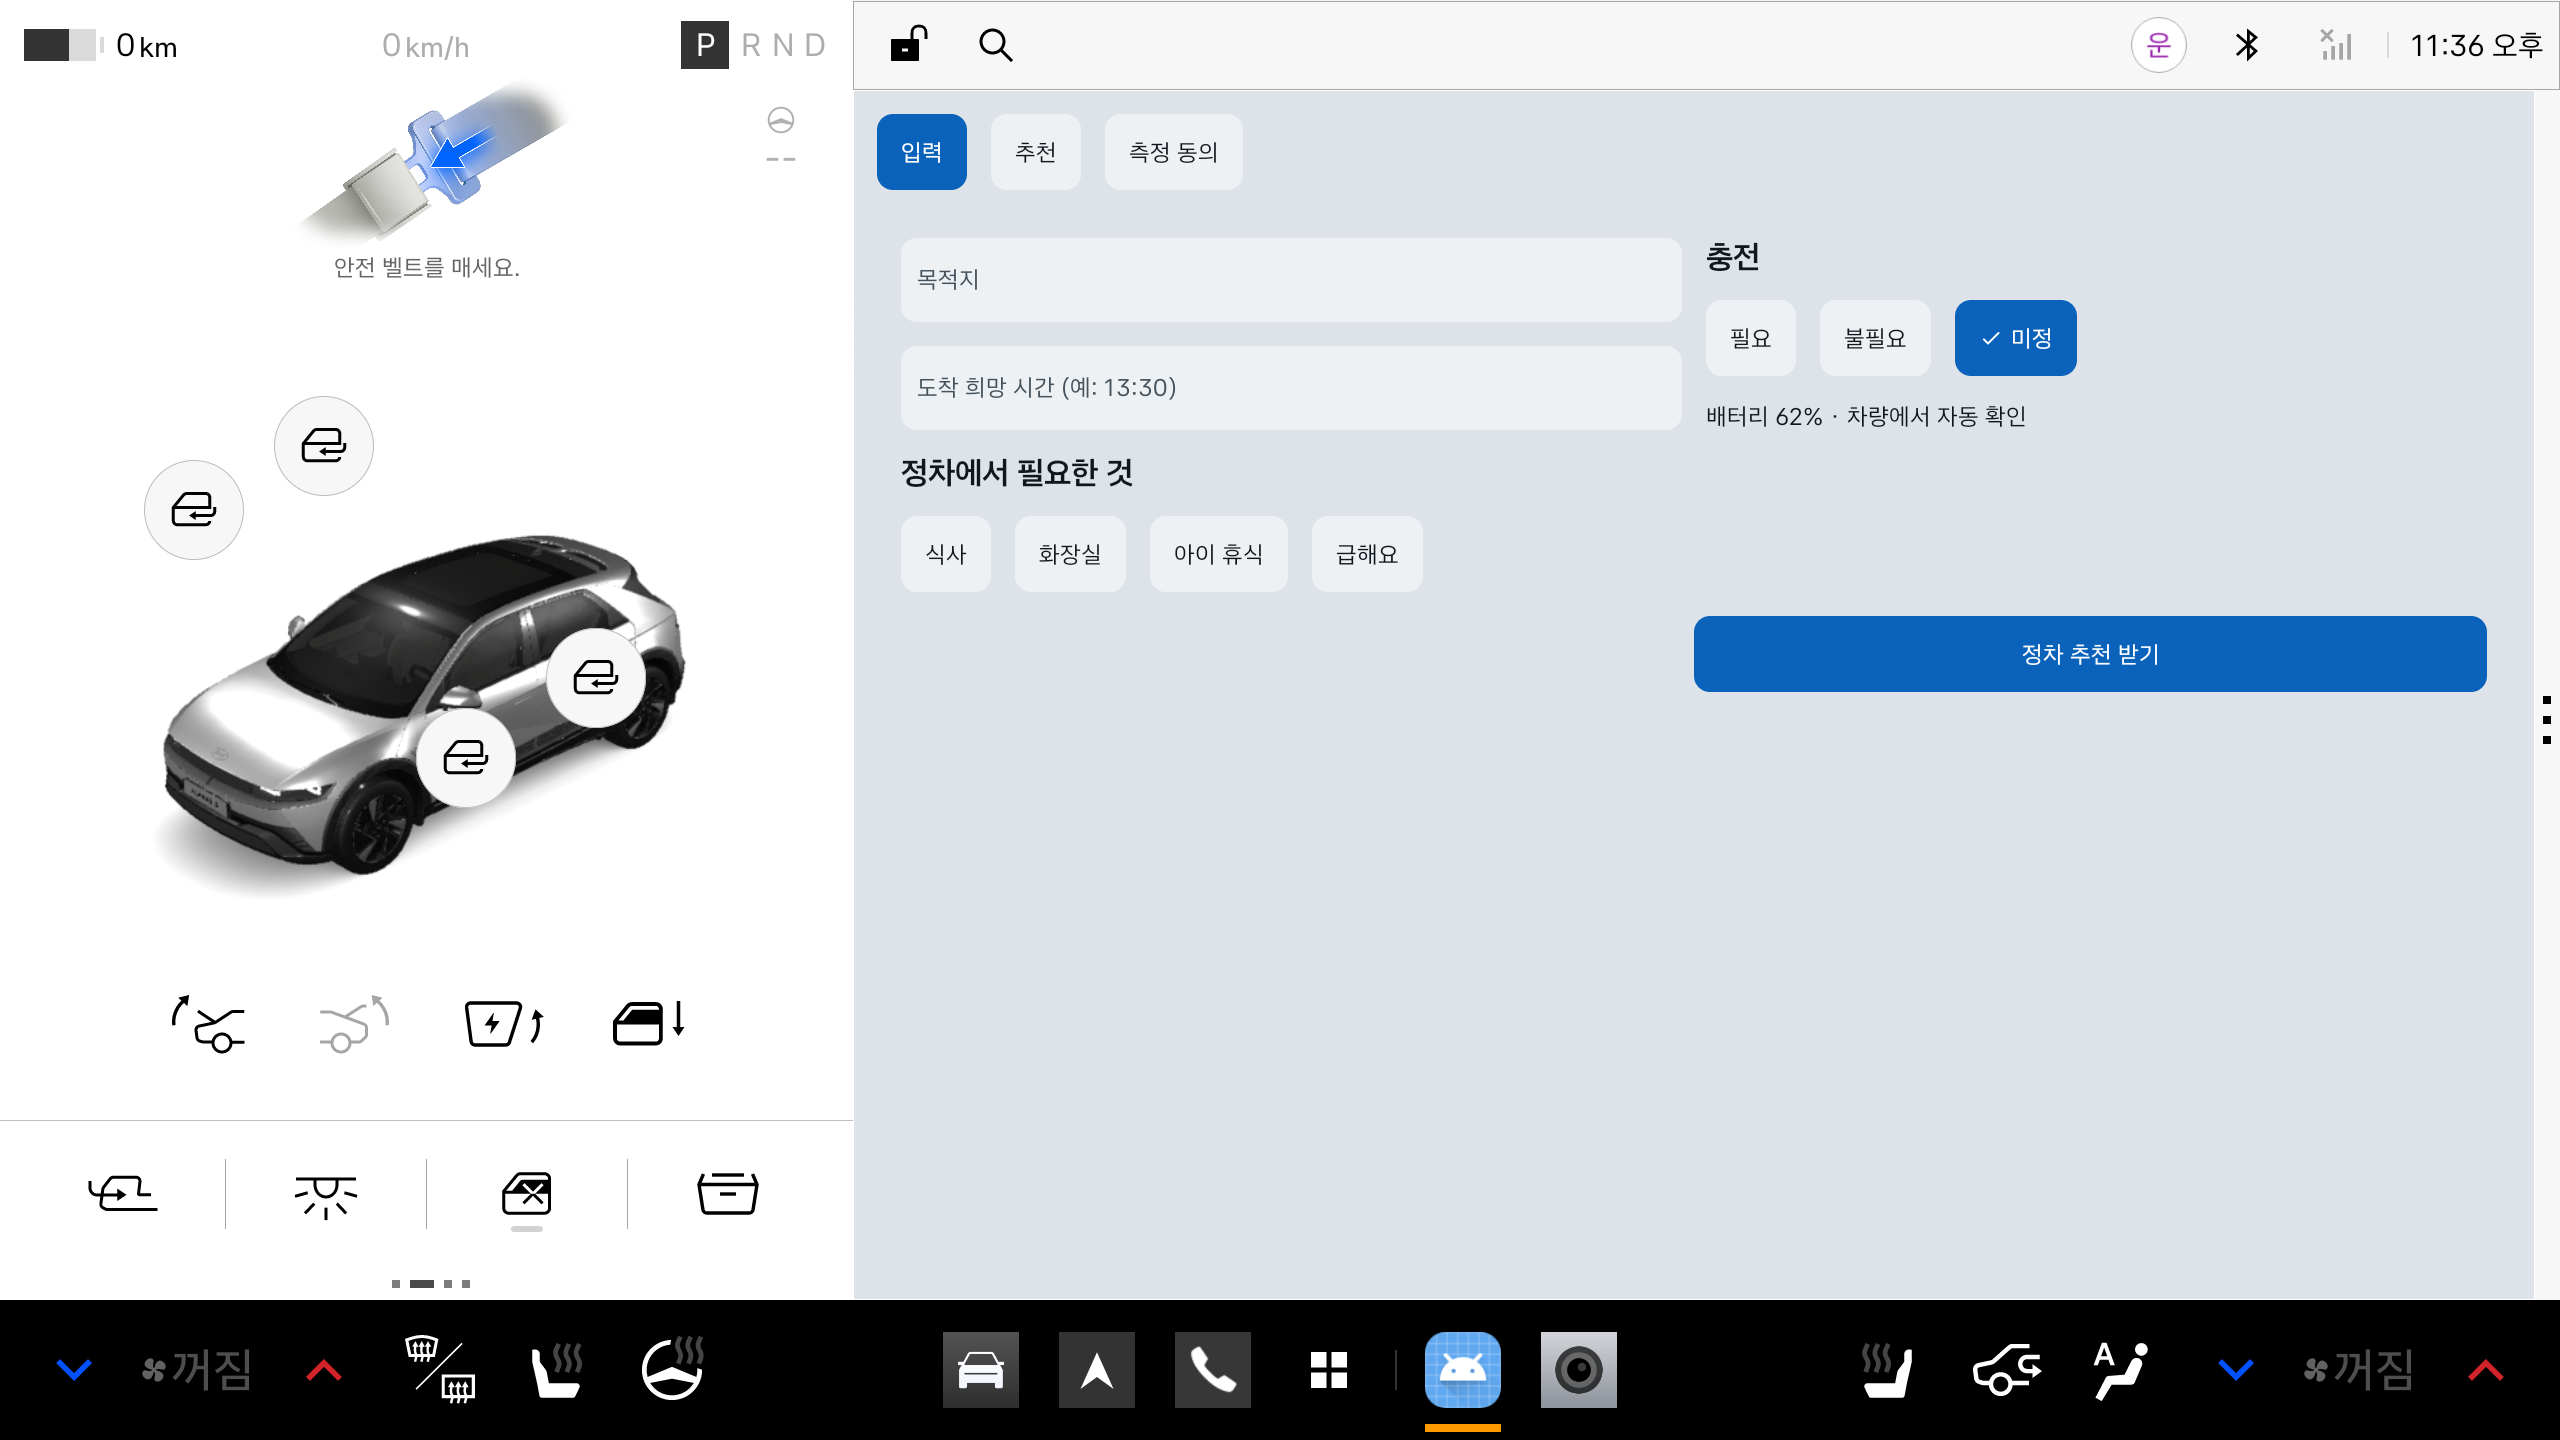 0 km
0 km/h
P R N D
운
11:36 오후
안전 벨트를 매세요.
입력
추천
측정 동의
목적지
도착 희망 시간 (예: 13:30)
정차에서 필요한 것
식사
화장실
아이 휴식
급해요
충전
필요
불필요
미정
배터리 62% · 차량에서 자동 확인
정차 추천 받기
꺼짐
A
꺼짐